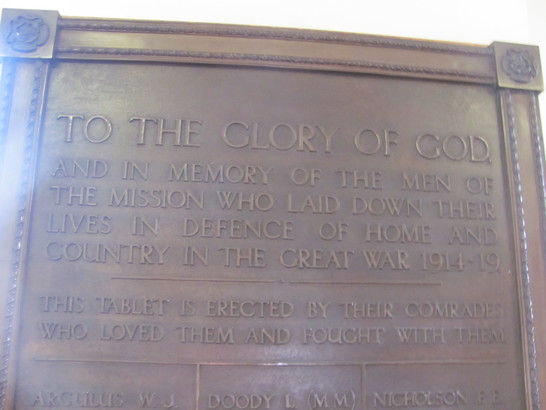 TO THE GLORY OF GOD,
AND IN MEMORY OF THE MEN OF
THE MISSION WHO LAID DOWN THEIR
LIVES IN DEFENCE OF HOME AND
COUNTRY IN THE GREAT WAR 1914-19.
THIS TABLET IS ERECTED BY THEIR COMRADES
WHO LOVED THEM AND FOUGHT WITH THEM
ARGULUS W. J. DOODY L. (M.M) NICHOLSON F. E.